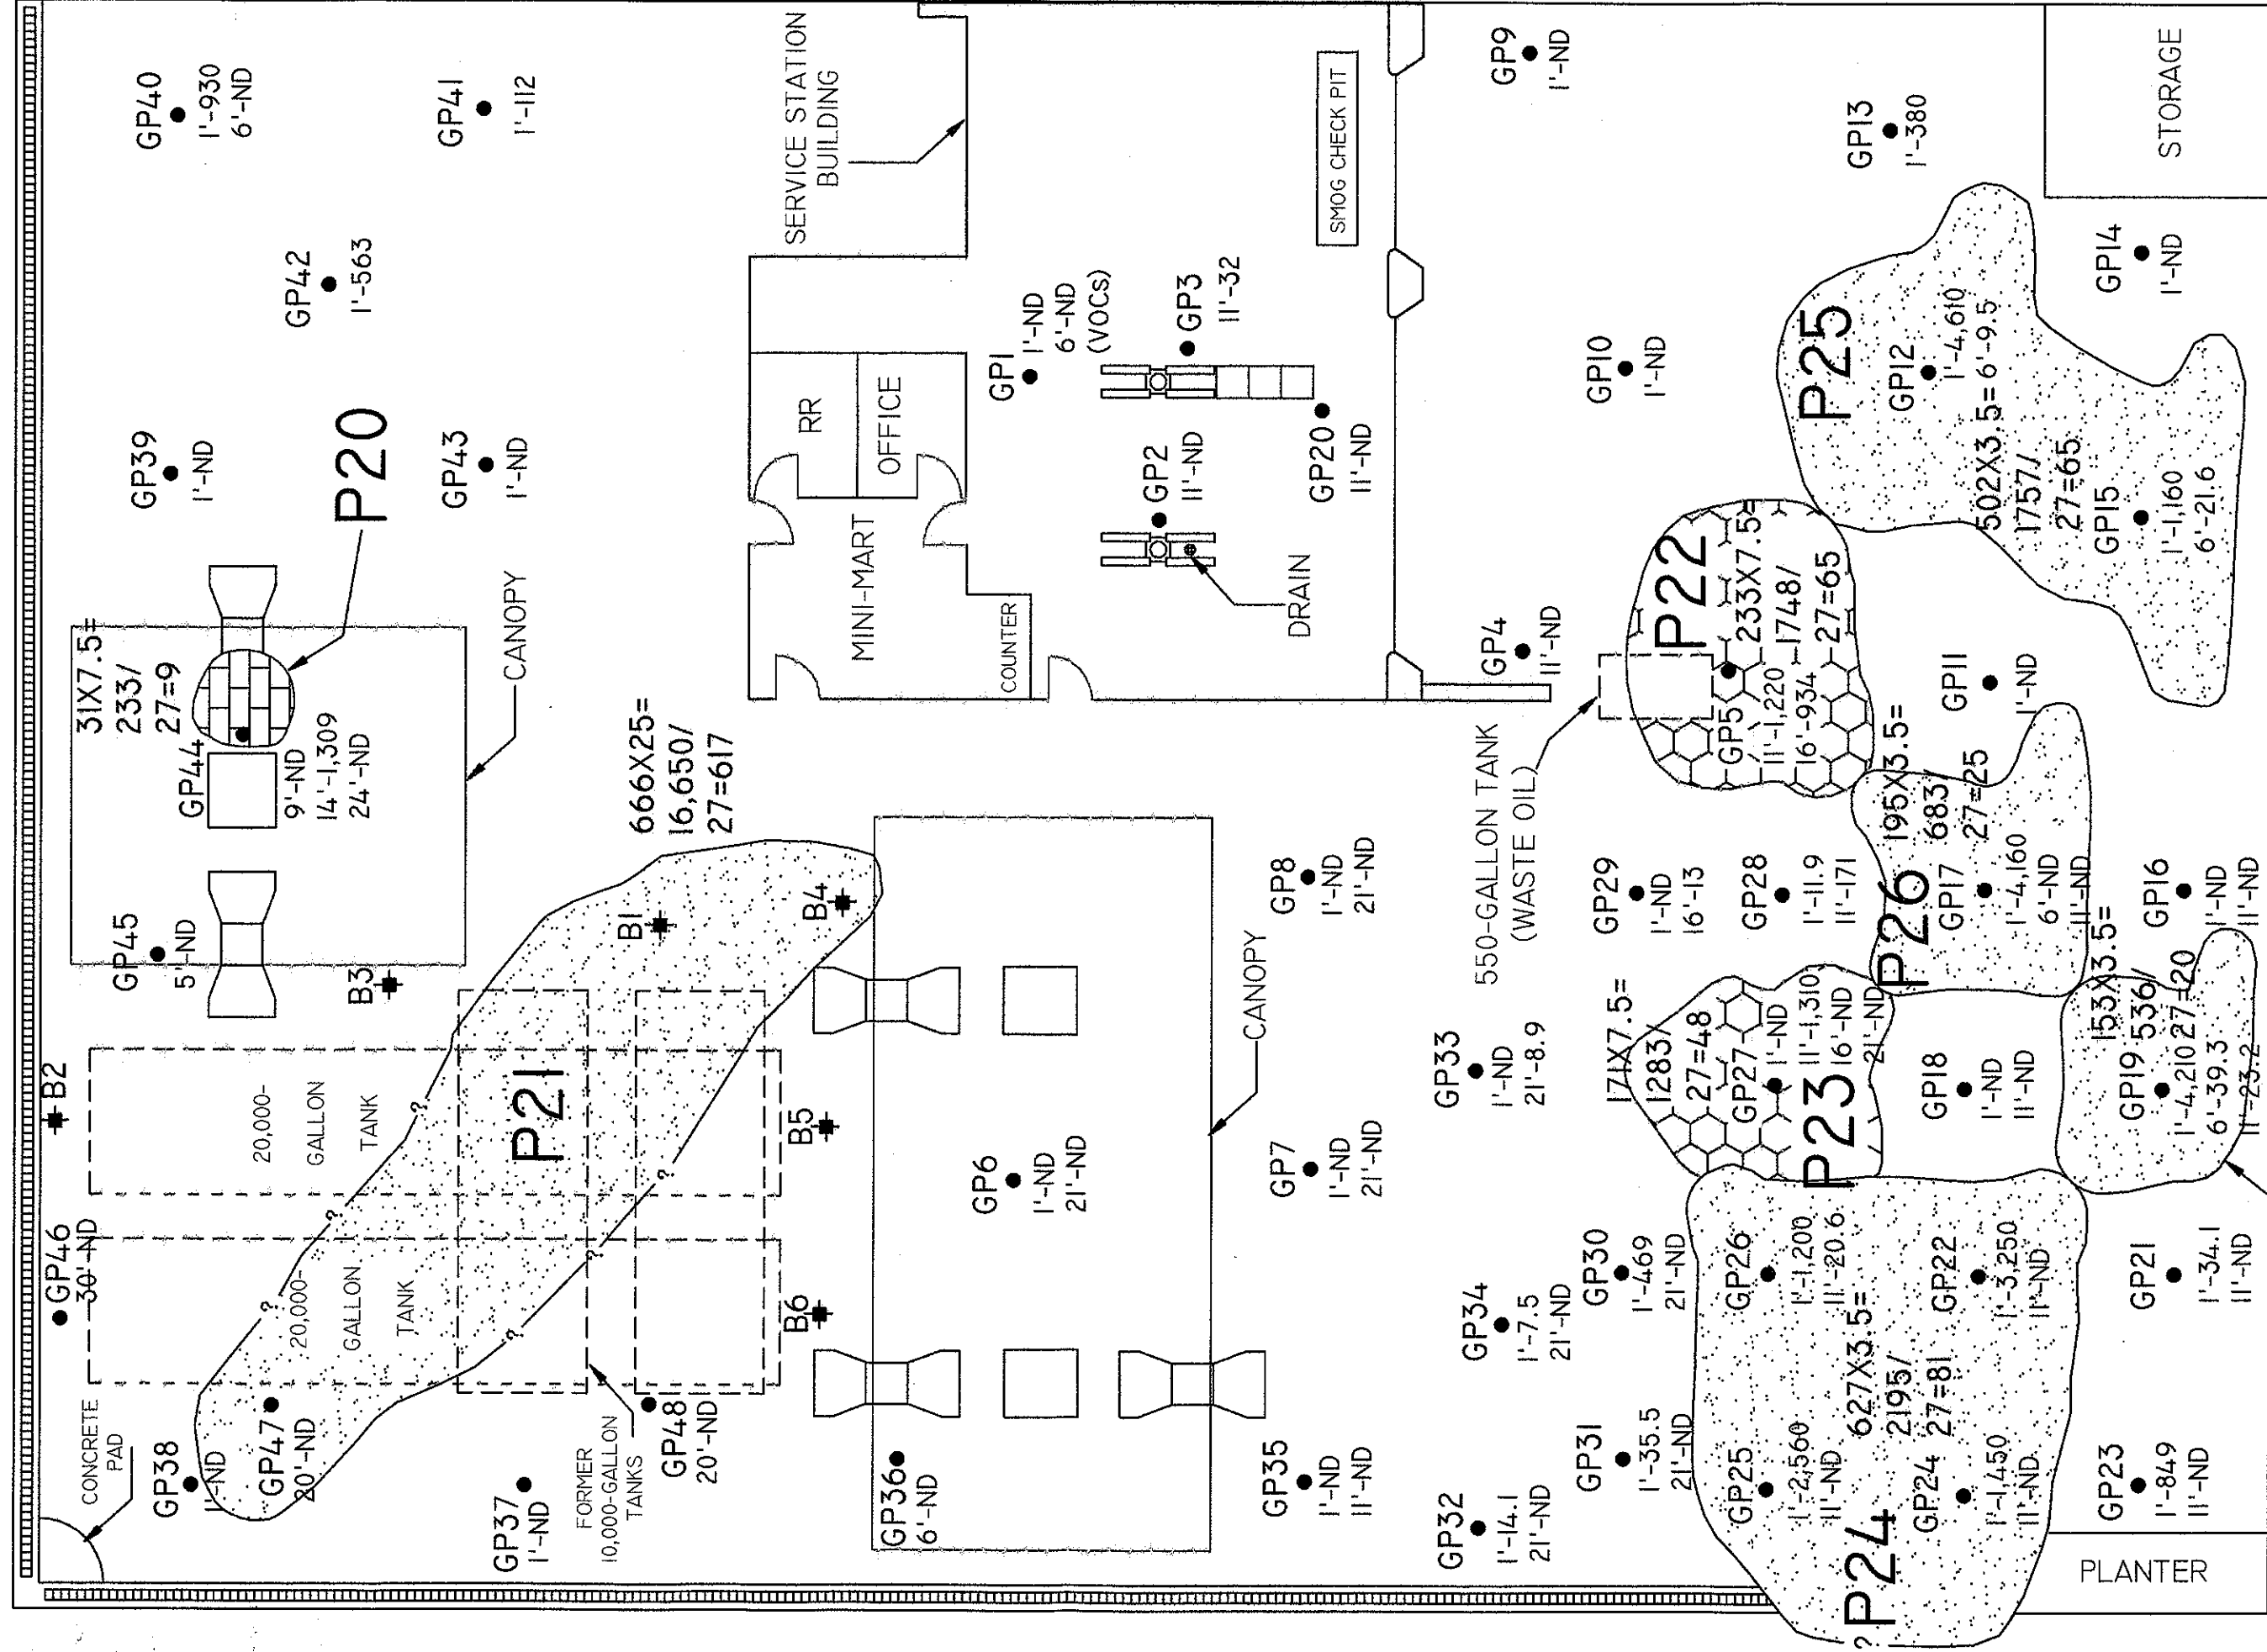 CONCRETE
PAD
GP38
1'-ND
GP47
20'-ND
GP46
30'-ND
B2
20,000-
GALLON
TANK
20,000-
GALLON
TANK
GP45
5'-ND
B3
31X7.5=
233/
27=9
GP44
9'-ND
14'-1,309
24'-ND
P20
CANOPY
GP39
1'-ND
GP43
1'-ND
GP42
1'-563
GP40
1'-930
6'-ND
GP41
1'-112
GP37
1'-ND
FORMER
10,000-GALLON
TANKS
GP48
20'-ND
P21
B1
B4
B5
B6
666X25=
16,650/
27=617
SERVICE STATION
BUILDING
RR
OFFICE
MINI-MART
COUNTER
GP1
1'-ND
6'-ND
(VOCs)
GP2
11'-ND
GP3
11'-32
GP20
11'-ND
DRAIN
SMOG CHECK PIT
GP36
6'-ND
GP6
1'-ND
21'-ND
CANOPY
GP35
1'-ND
11'-ND
GP7
1'-ND
21'-ND
GP8
1'-ND
21'-ND
GP4
11'-ND
GP10
1'-ND
GP9
1'-ND
GP32
1'-14.1
21'-ND
GP34
1'-7.5
21'-ND
GP33
1'-ND
21'-8.9
550-GALLON TANK
(WASTE OIL)
GP31
1'-35.5
21'-ND
GP30
1'-469
21'-ND
GP29
1'-ND
16'-13
GP28
1'-11.9
11'-171
171X7.5=
1283/
27=48
GP27
1'-ND
11'-1,310
16'-ND
21'-ND
P23
P22
233X7.5=
1748/
27=65
GP5
11'-1,220
16'-934
P25
GP12
1'-4,610
6'-9.5
502X3.5=
1757/
27=65
GP15
1'-1,160
6'-21.6
GP13
1'-380
GP14
1'-ND
STORAGE
GP11
1'-ND
P26
195X3.5=
683/
27=25
GP17
1'-4,160
6'-ND
11'-ND
GP16
1'-ND
11'-ND
GP18
1'-ND
11'-ND
153X3.5=
536/
27=20
GP19
1'-4,210
6'-39.3
11'-23.2
GP25
1'-2,560
11'-ND
GP26
1'-1,200
11'-20.6
627X3.5=
2195/
27=81
GP24
1'-1,450
11'-ND
GP22
1'-3,250
11'-ND
P24
GP23
1'-849
11'-ND
GP21
1'-34.1
11'-ND
PLANTER